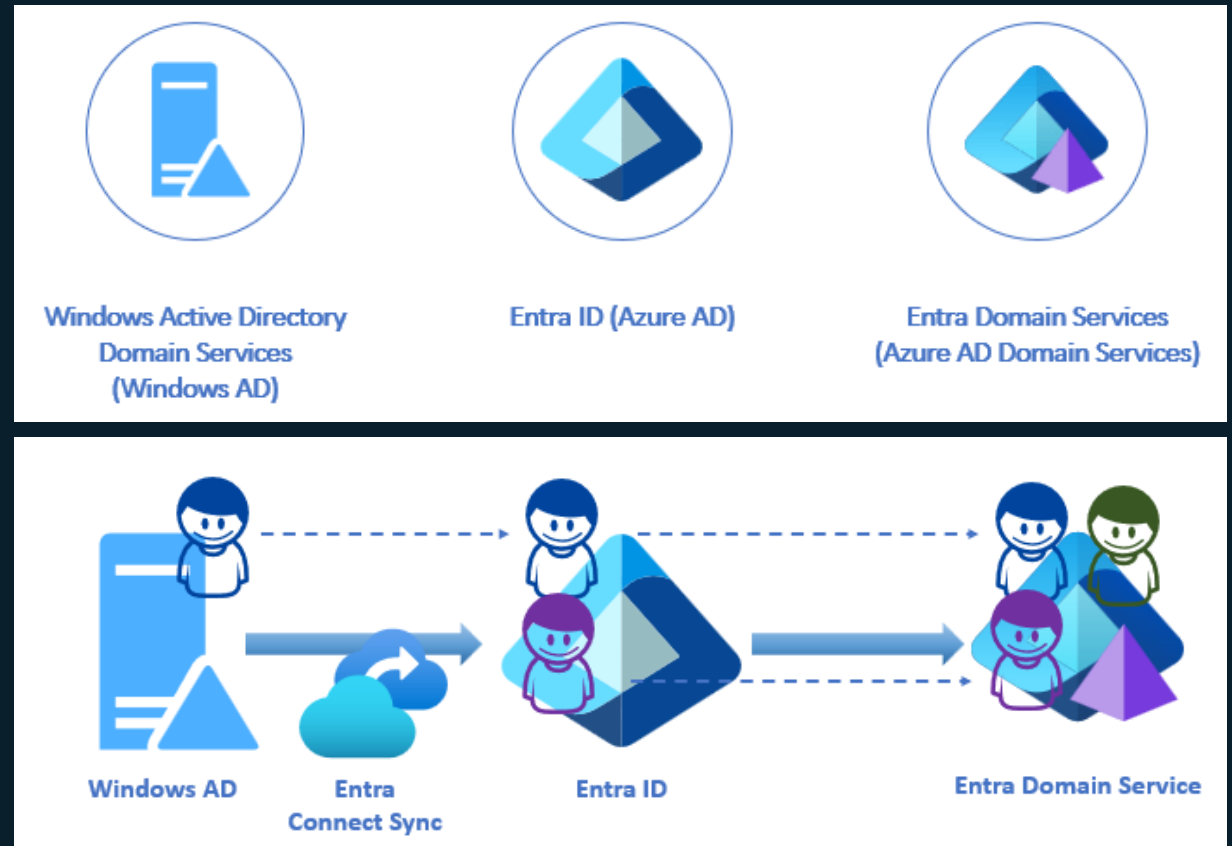 Windows Active Directory
Domain Services
(Windows AD)
Entra ID (Azure AD)
Entra Domain Services
(Azure AD Domain Services)
Windows AD
Entra
Connect Sync
Entra ID
Entra Domain Service